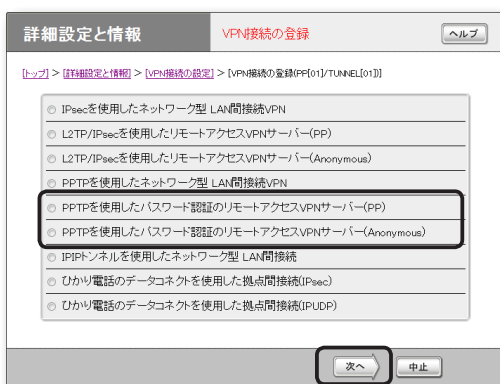 詳細設定と情報
VPN接続の登録
ヘルプ
[トップ] > [詳細設定と情報] > [VPN接続の設定] > [VPN接続の登録(PP[01]/TUNNEL[01])]
IPsecを使用したネットワーク型 LAN間接続VPN
L2TP/IPsecを使用したリモートアクセスVPNサーバー(PP)
L2TP/IPsecを使用したリモートアクセスVPNサーバー(Anonymous)
PPTPを使用したネットワーク型 LAN間接続VPN
PPTPを使用したパスワード認証のリモートアクセスVPNサーバー(PP)
PPTPを使用したパスワード認証のリモートアクセスVPNサーバー(Anonymous)
IPIPトンネルを使用したネットワーク型 LAN間接続
ひかり電話のデータコネクトを使用した拠点間接続(IPsec)
ひかり電話のデータコネクトを使用した拠点間接続(IPUDP)
次へ
中止